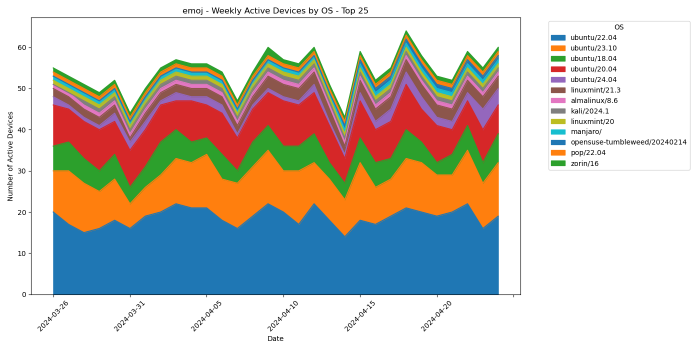 emoj - Weekly Active Devices by OS - Top 25
Number of Active Devices
60
50
40
30
20
10
0
2024-03-26
2024-03-31
2024-04-05
2024-04-10
2024-04-15
2024-04-20
Date
OS
ubuntu/22.04
ubuntu/23.10
ubuntu/18.04
ubuntu/20.04
ubuntu/24.04
linuxmint/21.3
almalinux/8.6
kali/2024.1
linuxmint/20
manjaro/
opensuse-tumbleweed/20240214
pop/22.04
zorin/16